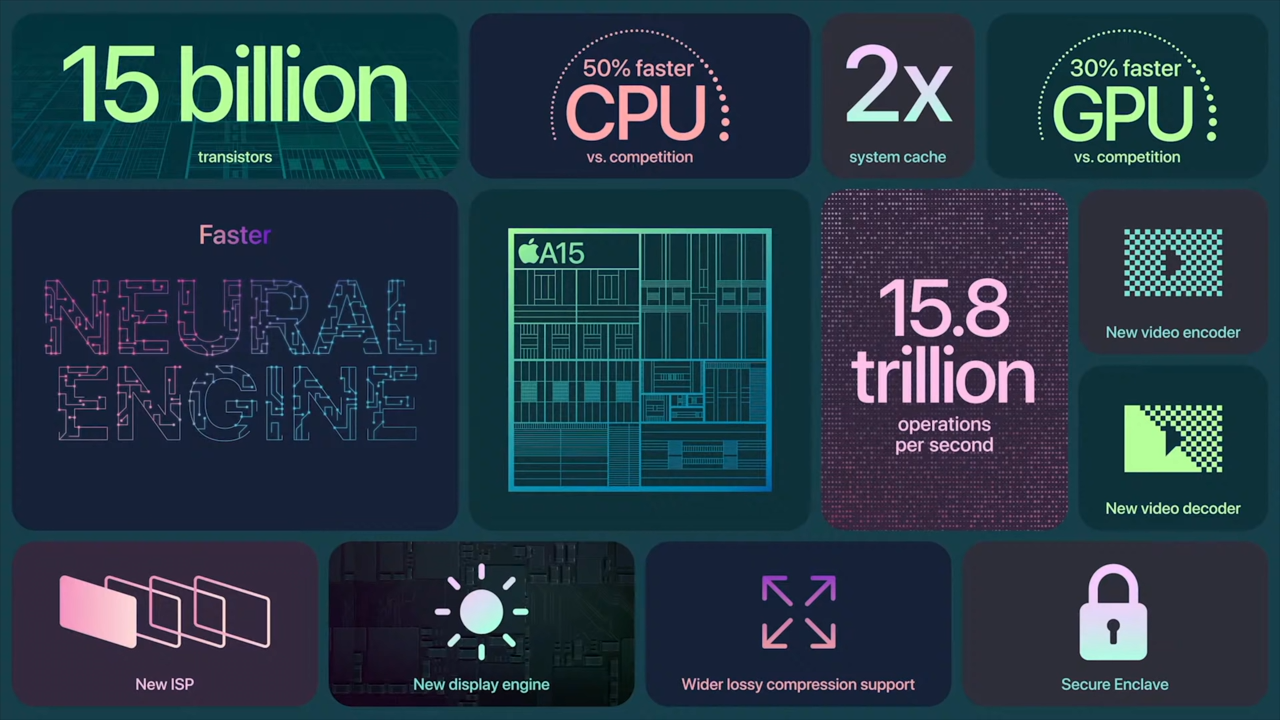 15 billion
transistors
50% faster
CPU
vs. competition
2x
system cache
30% faster
GPU
vs. competition
Faster
NEURAL
ENGINE
A15
15.8
trillion
operations
per second
New video encoder
New video decoder
New ISP
New display engine
Wider lossy compression support
Secure Enclave